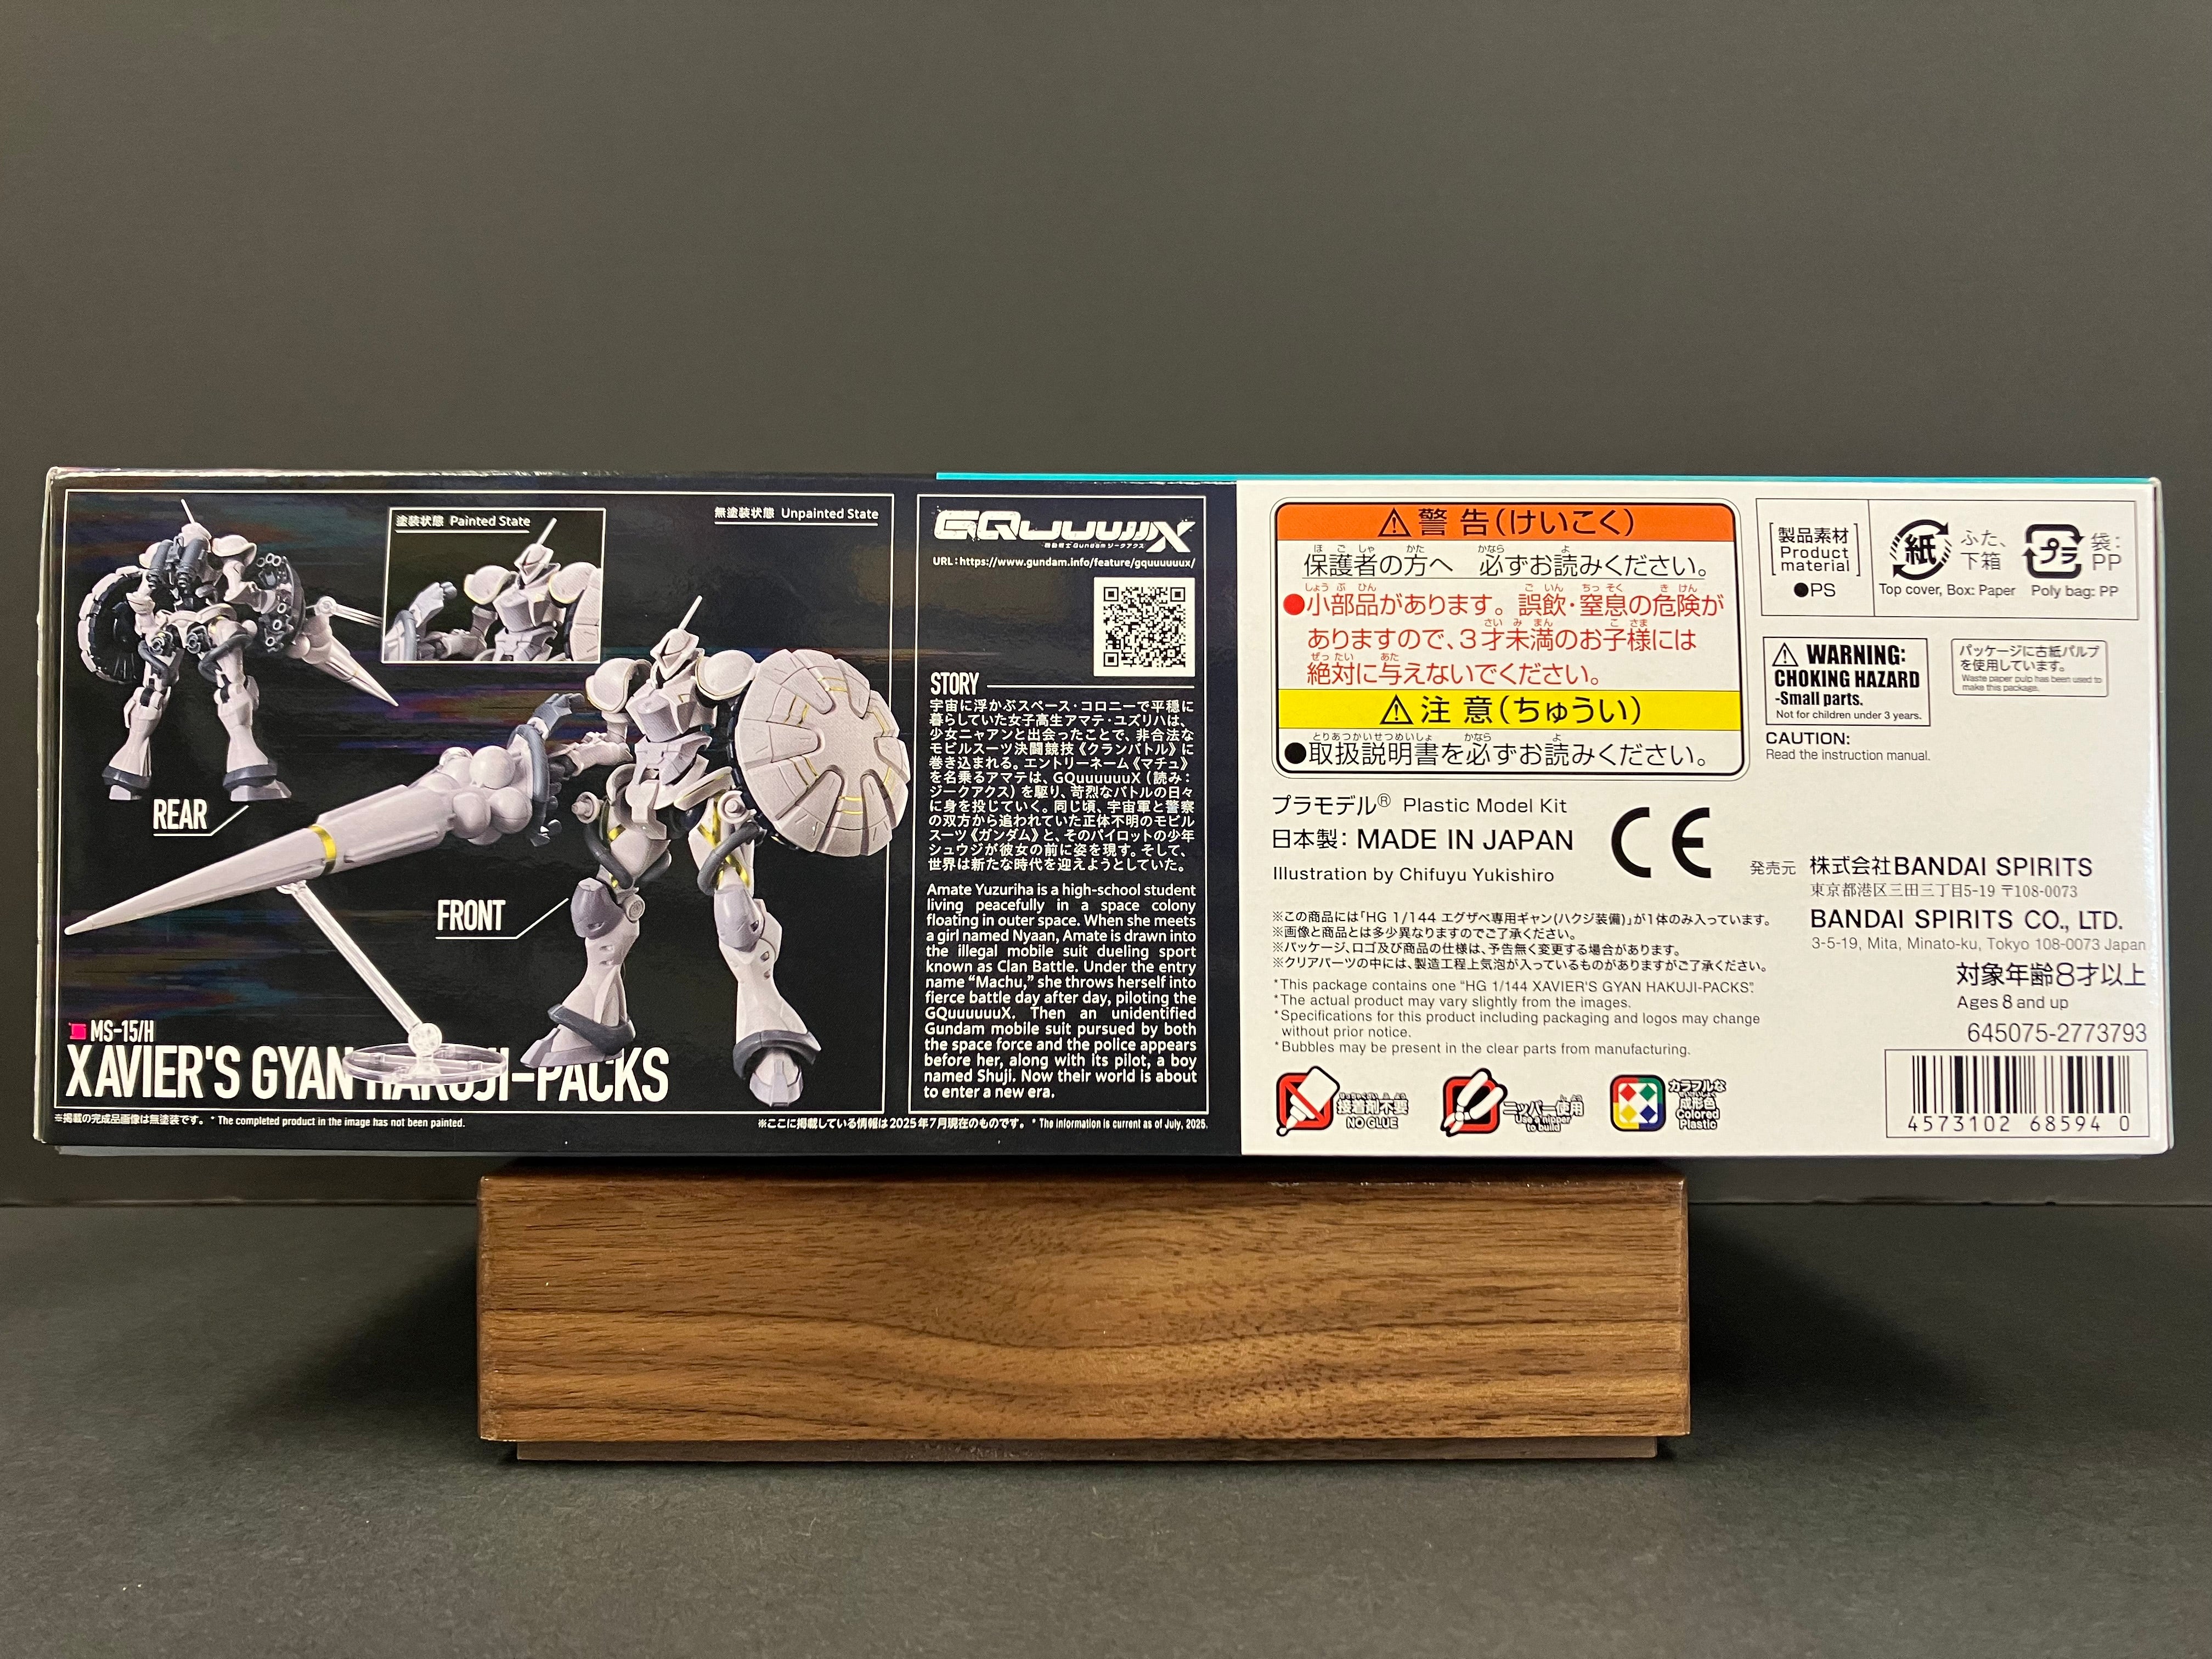 塗装状態 Painted State
無塗装状態 Unpainted State
REAR
FRONT
MS-15/H
XAVIER'S GYAN HAKUJI-PACKS
※掲載の完成品画像は無塗装です。 * The completed product in the image has not been painted.
GQuuuuuuX
機動戦士Gundam ジークアクス
URL:https://www.gundam.info/feature/gquuuuuux/
STORY
宇宙に浮かぶスペース・コロニーで平穏に
暮らしていた女子高生アマテ・ユズリハは、
少女ニャアンと出会ったことで、非合法な
モビルスーツ決闘競技《クランバトル》に
巻き込まれる。エントリーネーム《マチュ》
を名乗るアマテは、GQuuuuuuX(読み:
ジークアクス)を駆り、苛烈なバトルの日々
に身を投じていく。同じ頃、宇宙軍と警察
の双方から追われていた正体不明のモビル
スーツ《ガンダム》と、そのパイロットの少年
シュウジが彼女の前に姿を現す。そして、
世界は新たな時代を迎えようとしていた。
Amate Yuzuriha is a high-school student
living peacefully in a space colony
floating in outer space. When she meets
a girl named Nyaan, Amate is drawn into
the illegal mobile suit dueling sport
known as Clan Battle. Under the entry
name “Machu,” she throws herself into
fierce battle day after day, piloting the
GQuuuuuuX. Then an unidentified
Gundam mobile suit pursued by both
the space force and the police appears
before her, along with its pilot, a boy
named Shuji. Now their world is about
to enter a new era.
※ここに掲載している情報は2025年7月現在のものです。 * The information is current as of July, 2025.
警告(けいこく)
保護者の方へ 必ずお読みください。
●小部品があります。誤飲・窒息の危険が
ありますので、3才未満のお子様には
絶対に与えないでください。
注意(ちゅうい)
●取扱説明書を必ずお読みください。
製品素材
Product
material
●PS
紙
ふた、
下箱
Top cover, Box: Paper
プラ
袋:
PP
Poly bag: PP
WARNING:
CHOKING HAZARD
-Small parts.
Not for children under 3 years.
CAUTION:
Read the instruction manual.
パッケージに古紙パルプ
を使用しています。
Waste paper pulp has been used to
make this package.
プラモデル® Plastic Model Kit
日本製: MADE IN JAPAN
Illustration by Chifuyu Yukishiro
CE
※この商品には「HG 1/144 エグザベ専用ギャン(ハクジ装備)」が1体のみ入っています。
※画像と商品とは多少異なりますのでご了承ください。
※パッケージ、ロゴ及び商品の仕様は、予告無く変更する場合があります。
※クリアパーツの中には、製造工程上気泡が入っているものがありますがご了承ください。
*This package contains one “HG 1/144 XAVIER'S GYAN HAKUJI-PACKS”.
*The actual product may vary slightly from the images.
*Specifications for this product including packaging and logos may change
without prior notice.
*Bubbles may be present in the clear parts from manufacturing.
発売元 株式会社BANDAI SPIRITS
東京都港区三田三丁目5-19 〒108-0073
BANDAI SPIRITS CO., LTD.
3-5-19, Mita, Minato-ku, Tokyo 108-0073 Japan
対象年齢8才以上
Ages 8 and up
645075-2773793
4573102 68594 0
接着剤不要
NO GLUE
ニッパー使用
Use a nipper
to build
カラフルな
成形色
Colored
Plastic